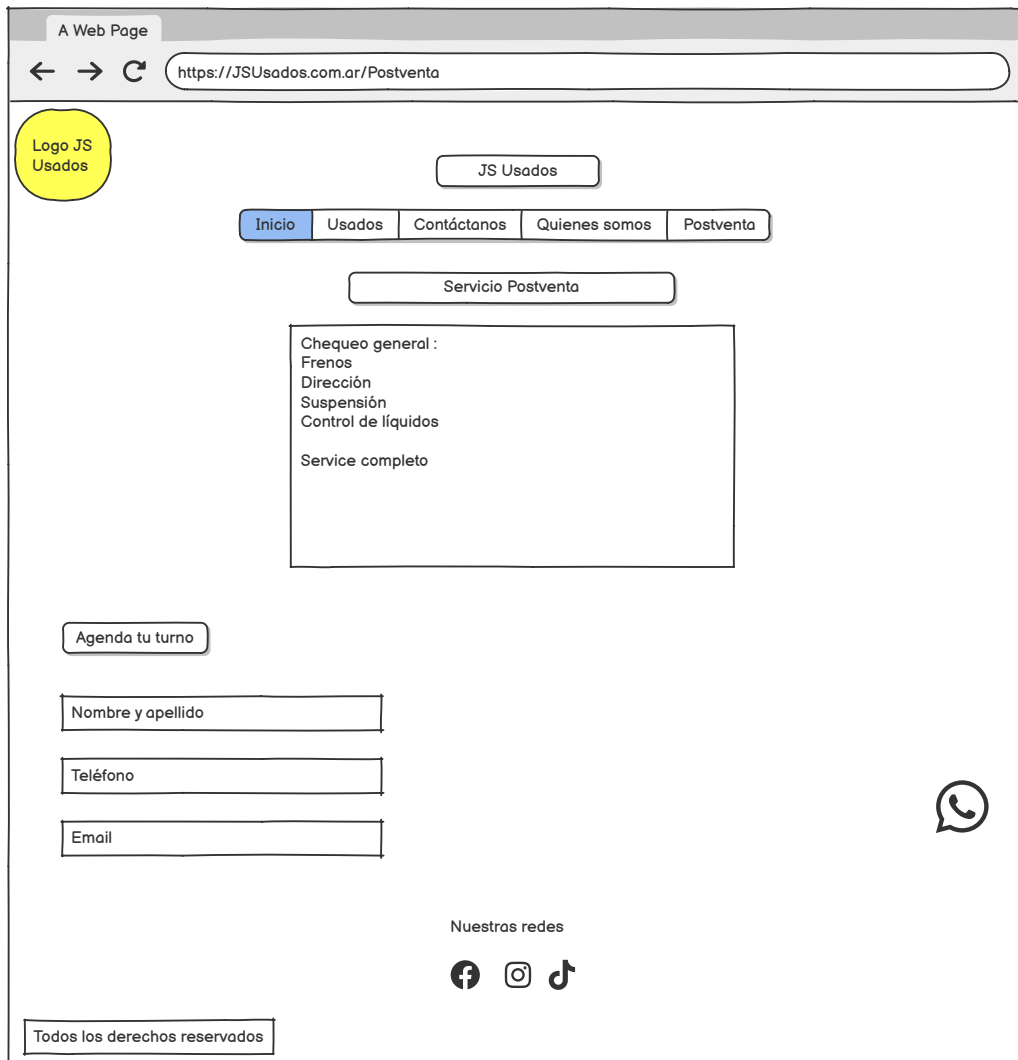 A Web Page
https://JSUsados.com.ar/Postventa
Logo JS
Usados
JS Usados
Inicio Usados Contáctanos Quienes somos Postventa
Servicio Postventa
Chequeo general :
Frenos
Dirección
Suspensión
Control de líquidos
Service completo
Agenda tu turno
Nombre y apellido
Teléfono
Email
Nuestras redes
Todos los derechos reservados